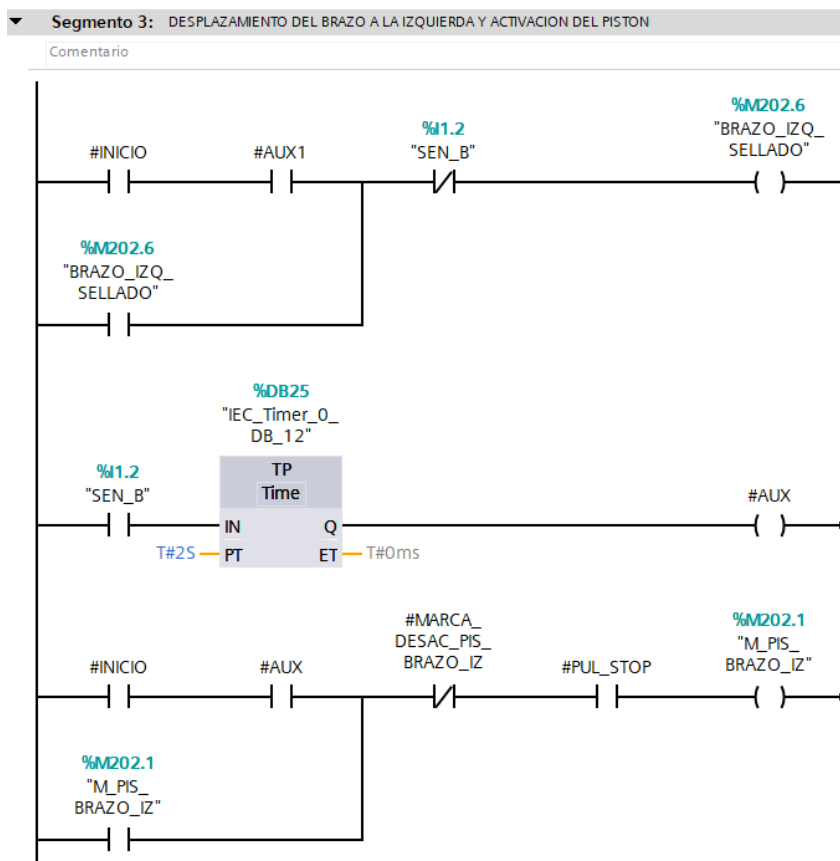 Segmento 3: DESPLAZAMIENTO DEL BRAZO A LA IZQUIERDA Y ACTIVACION DEL PISTON
Comentario
%M202.6
"BRAZO_IZQ_
SELLADO"
%I1.2
"SEN_B"
#INICIO
#AUX1
%M202.6
"BRAZO_IZQ_
SELLADO"
%DB25
"IEC_Timer_0_
DB_12"
%I1.2
"SEN_B"
TP
Time
#AUX
IN
Q
T#2S
PT
ET
T#0ms
#MARCA_
DESAC_PIS_
BRAZO_IZ
%M202.1
"M_PIS_
BRAZO_IZ"
#INICIO
#AUX
#PUL_STOP
%M202.1
"M_PIS_
BRAZO_IZ"